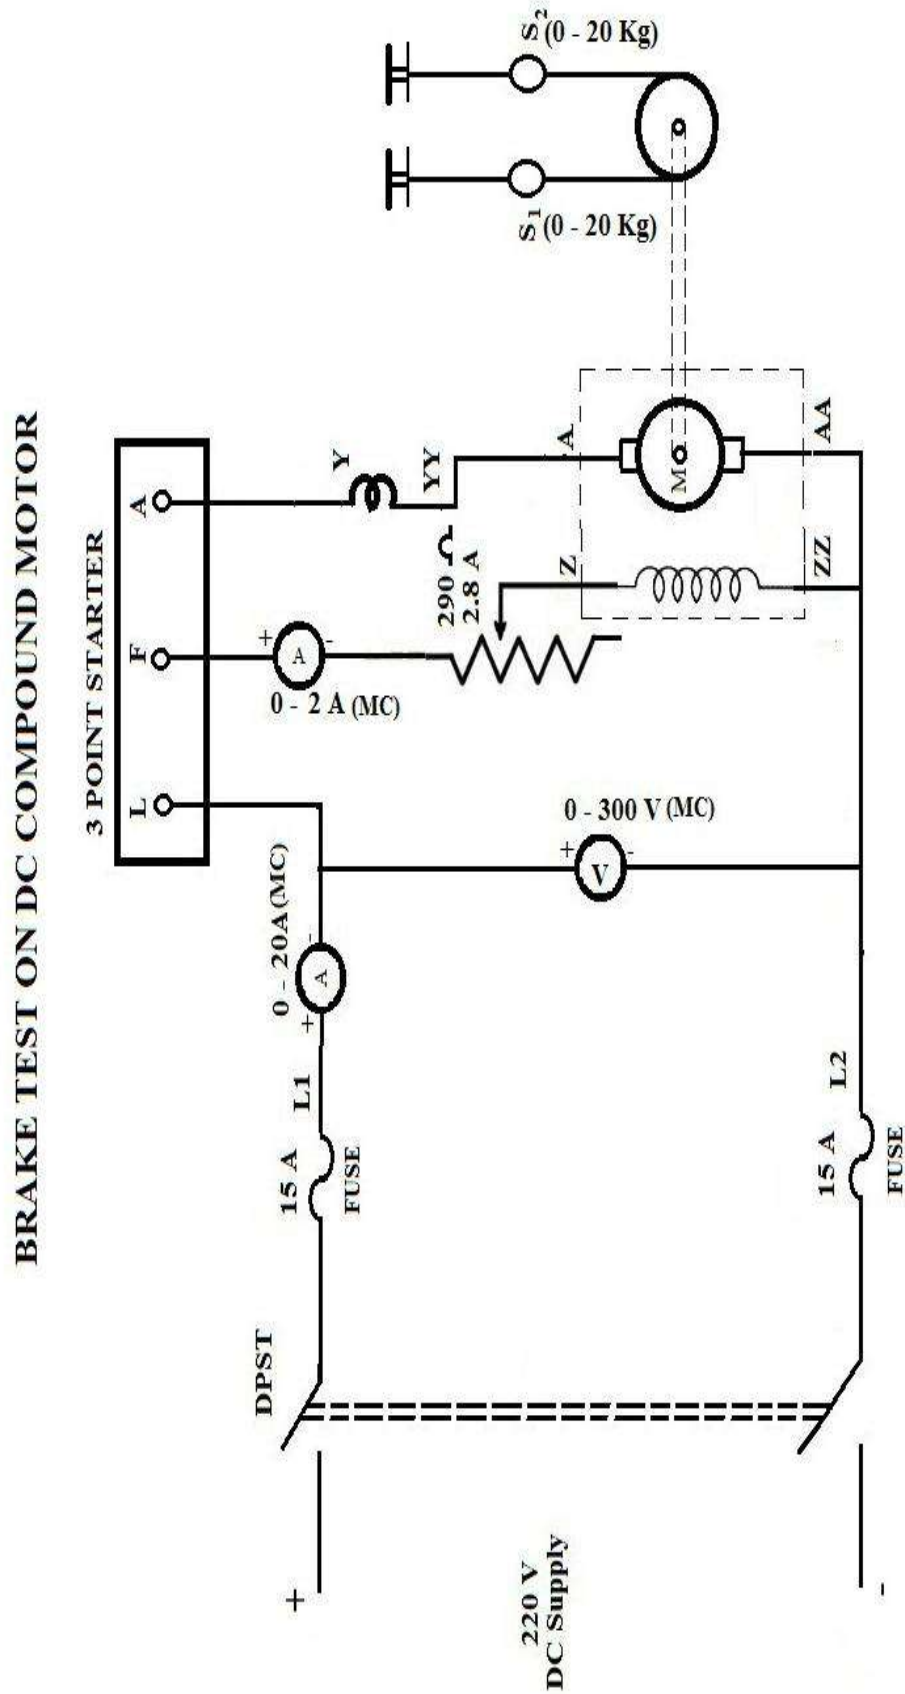 BRAKE TEST ON DC COMPOUND MOTOR
3 POINT STARTER
L
F
A
DPST
15 A
FUSE
L1
+
0 - 20A (MC)
-
A
+
A
-
0 - 2 A (MC)
Y
YY
290 Ω
2.8 A
Z
ZZ
A
AA
M
S1 (0 - 20 Kg)
S2 (0 - 20 Kg)
0 - 300 V (MC)
+
V
-
15 A
FUSE
L2
+
220 V
DC Supply
-